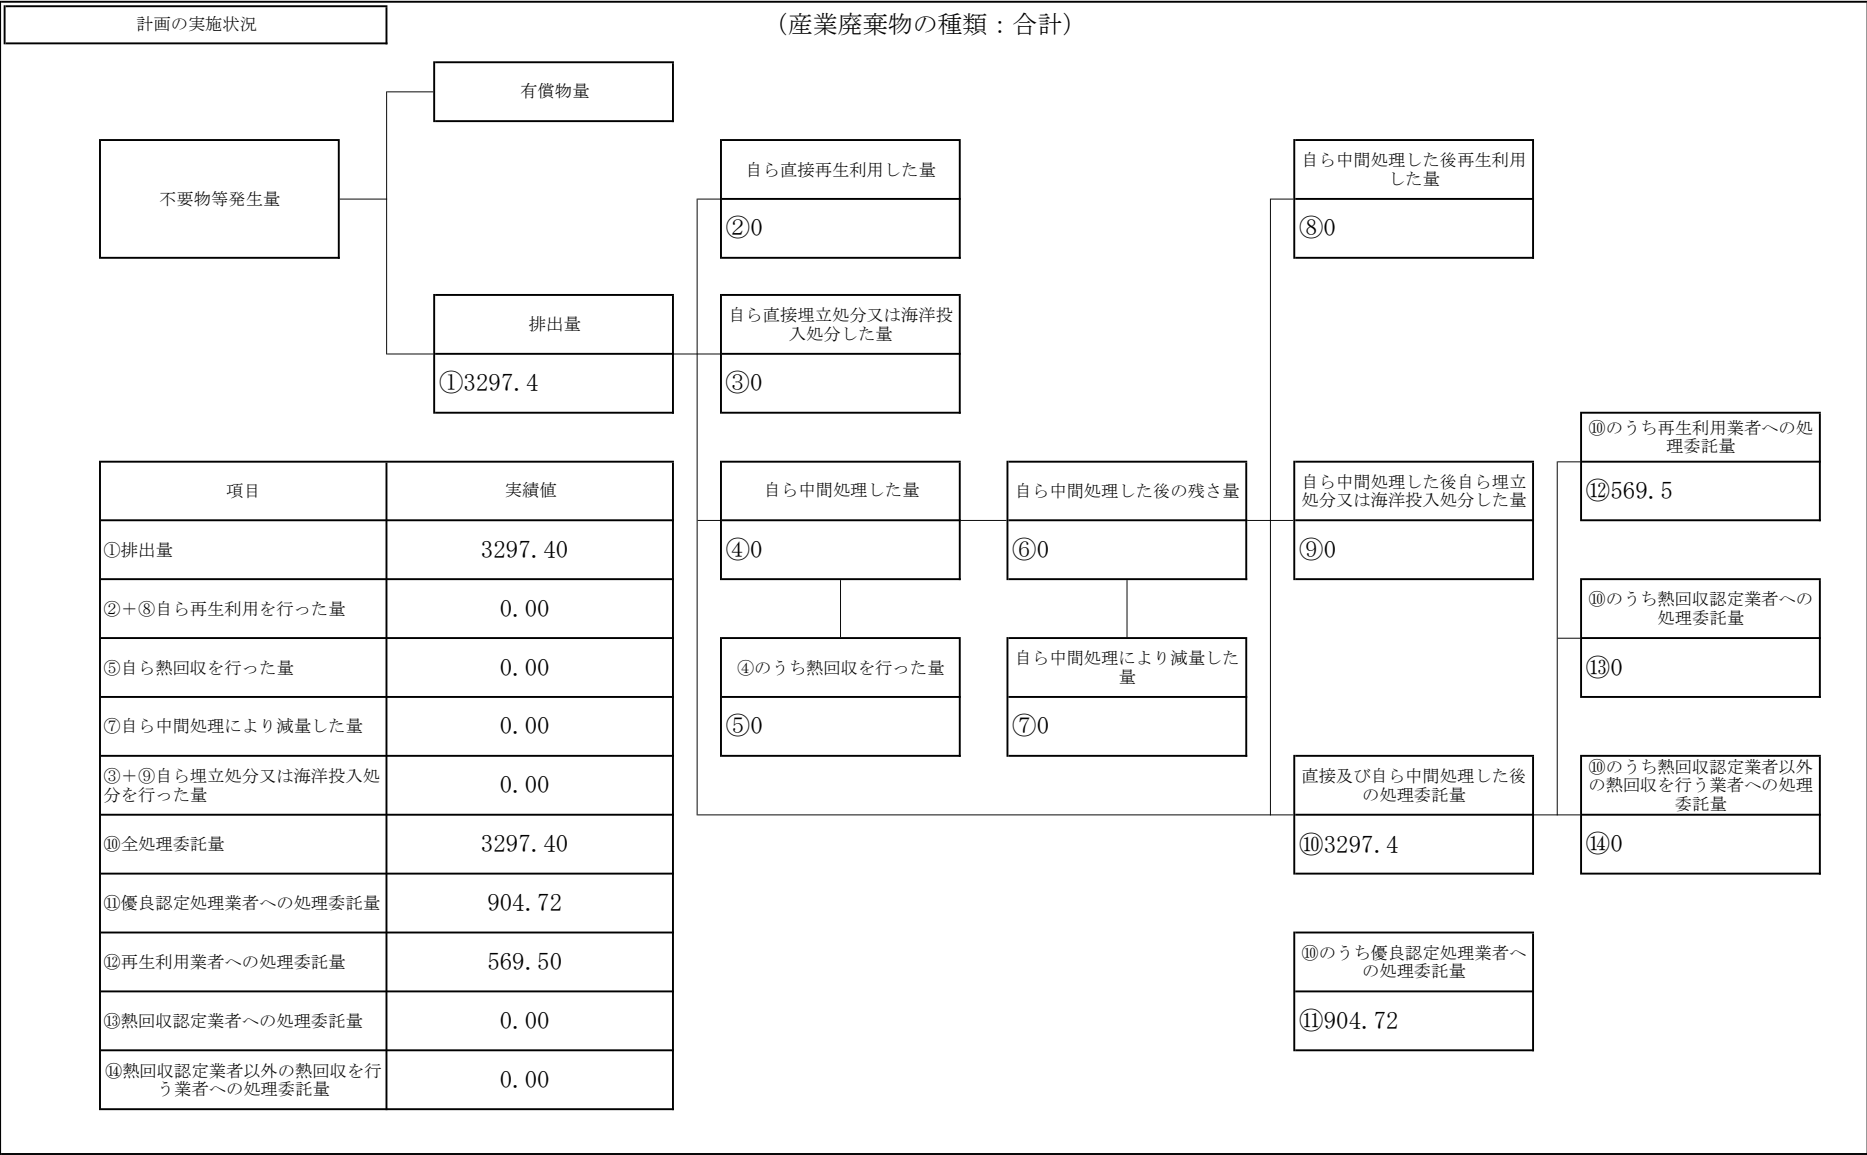 計画の実施状況
（産業廃棄物の種類：合計）
有償物量
不要物等発生量
自ら直接再生利用した量
②0
自ら中間処理した後再生利用
した量
⑧0
排出量
①3297.4
自ら直接埋立処分又は海洋投
入処分した量
③0
⑩のうち再生利用業者への処
理委託量
⑫569.5
自ら中間処理した量
④0
自ら中間処理した後の残さ量
⑥0
自ら中間処理した後自ら埋立
処分又は海洋投入処分した量
⑨0
⑩のうち熱回収認定業者への
処理委託量
⑬0
④のうち熱回収を行った量
⑤0
自ら中間処理により減量した
量
⑦0
直接及び自ら中間処理した後
の処理委託量
⑩3297.4
⑩のうち熱回収認定業者以外
の熱回収を行う業者への処理
委託量
⑭0
⑩のうち優良認定処理業者へ
の処理委託量
⑪904.72
項目 実績値
①排出量 3297.40
②＋⑧自ら再生利用を行った量 0.00
⑤自ら熱回収を行った量 0.00
⑦自ら中間処理により減量した量 0.00
③＋⑨自ら埋立処分又は海洋投入処
分を行った量 0.00
⑩全処理委託量 3297.40
⑪優良認定処理業者への処理委託量 904.72
⑫再生利用業者への処理委託量 569.50
⑬熱回収認定業者への処理委託量 0.00
⑭熱回収認定業者以外の熱回収を行
う業者への処理委託量 0.00